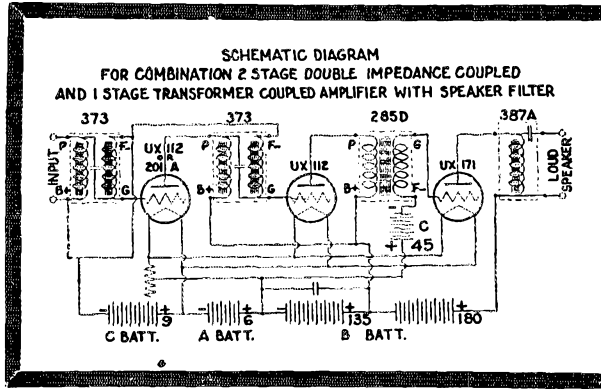 SCHEMATIC DIAGRAM
FOR COMBINATION 2 STAGE DOUBLE IMPEDANCE COUPLED
AND 1 STAGE TRANSFORMER COUPLED AMPLIFIER WITH SPEAKER FILTER
373 373 285D 387A
P F- P F- P G
UX 112 OR 201 A
UX 112
UX 171
INPUT
LOUD SPEAKER
B+ G B+ G B+ F-
C
+ 45
- + 9 - + 6 - + 135 + 180
C BATT. A BATT. B BATT.